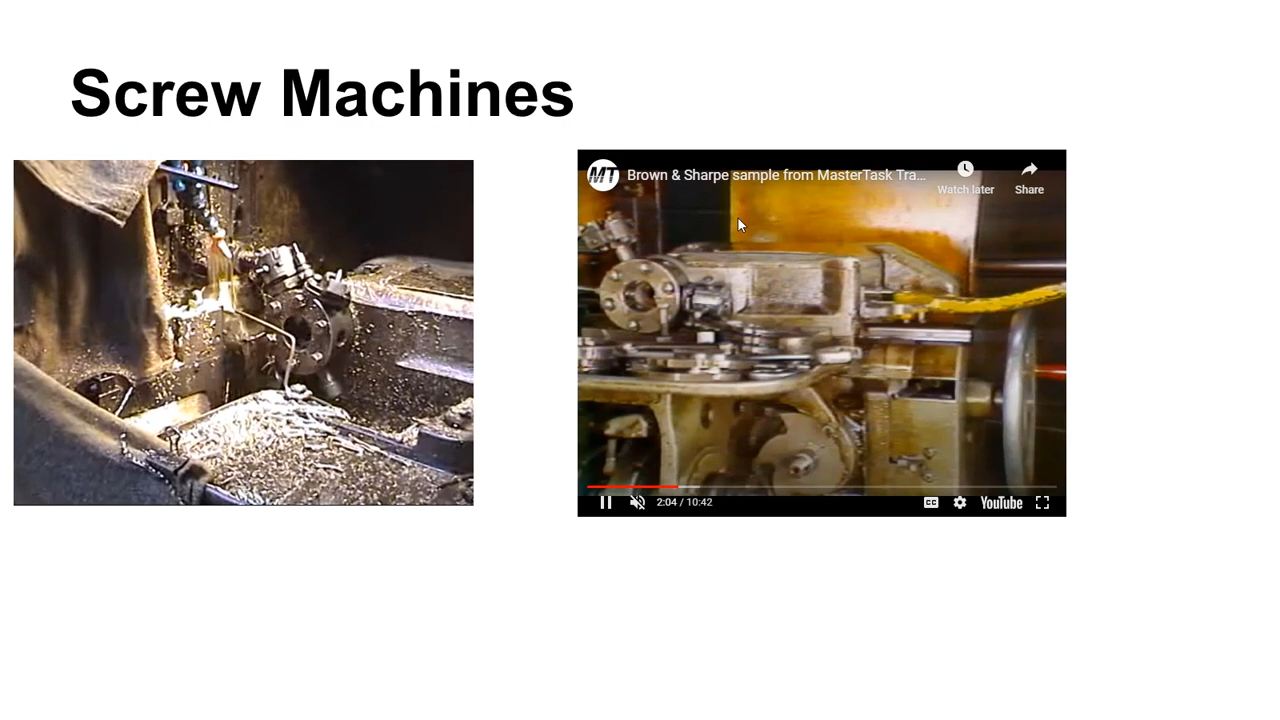 Screw Machines
MT
Brown & Sharpe sample from MasterTask Tra...
Watch later
Share
2:04 / 10:42
CC
YouTube